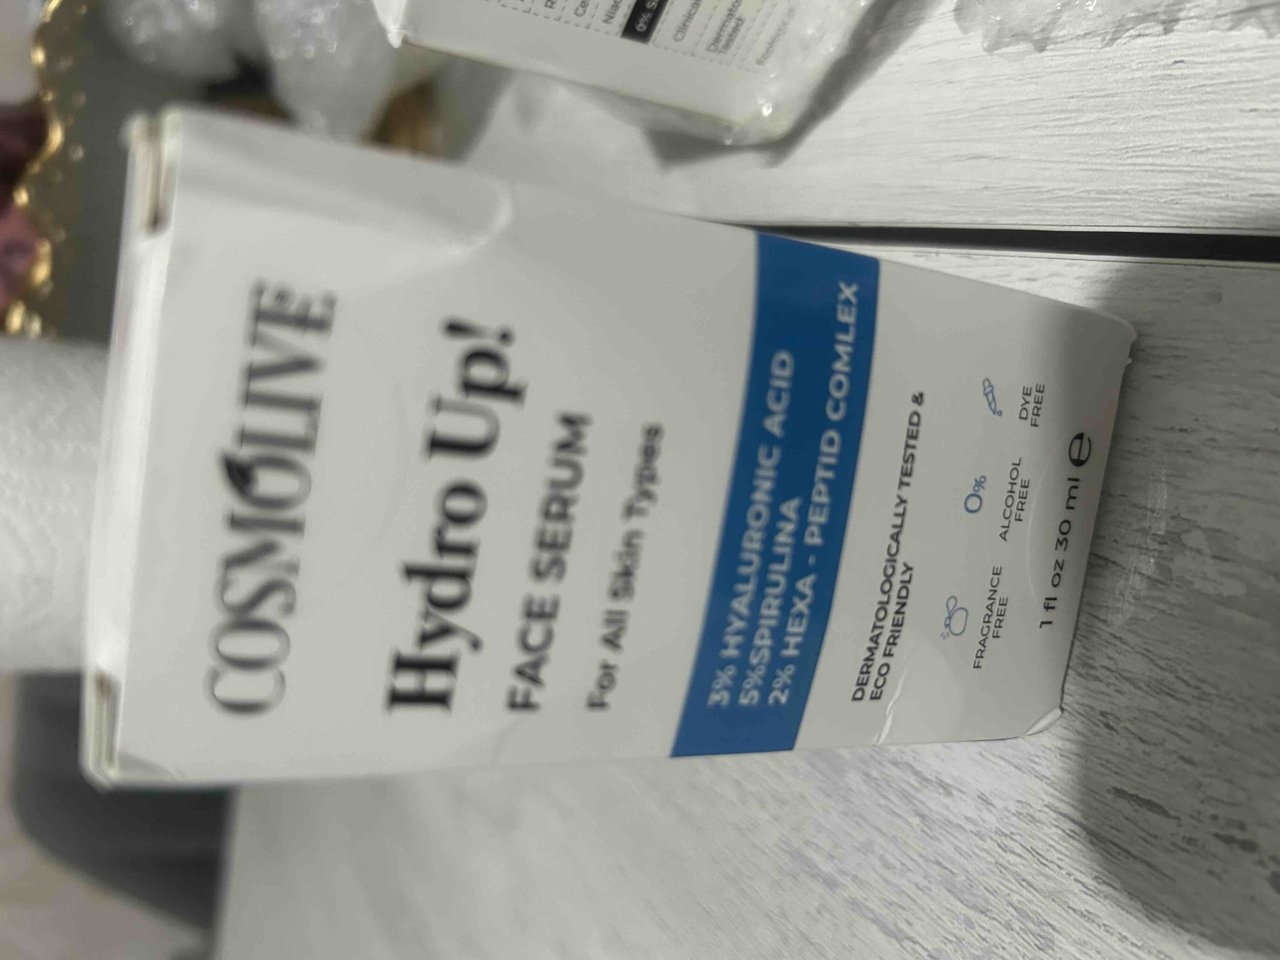 COSMOLIVE
Hydro Up!
FACE SERUM
For All Skin Types
3% HYALURONIC ACID
5%SPIRULINA
2% HEXA - PEPTID COMLEX
DERMATOLOGICALLY TESTED &
ECO FRIENDLY
FRAGRANCE
FREE
0%
ALCOHOL
FREE
DYE
FREE
1 fl oz 30 ml e
0%